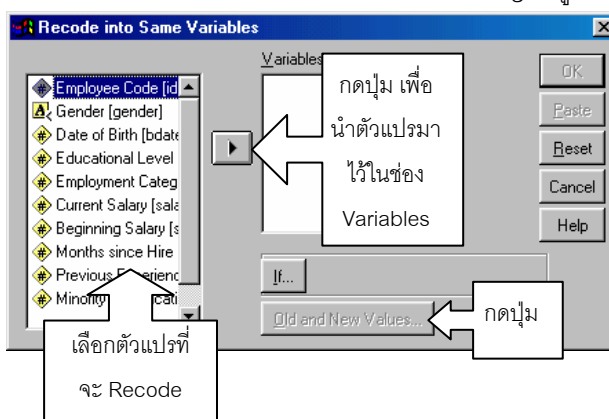 Recode into Same Variables
Variables
Employee Code [id
Gender [gender]
Date of Birth [bdate
Educational Level
Employment Categ
Current Salary [sala
Beginning Salary [s
Months since Hire
Previous
Minority
กดปุ่ม เพื่อ
นำตัวแปรมา
ไว้ในช่อง
Variables
OK
Paste
Reset
Cancel
Help
If...
Old and New Values...
กดปุ่ม
เลือกตัวแปรที่
จะ Recode